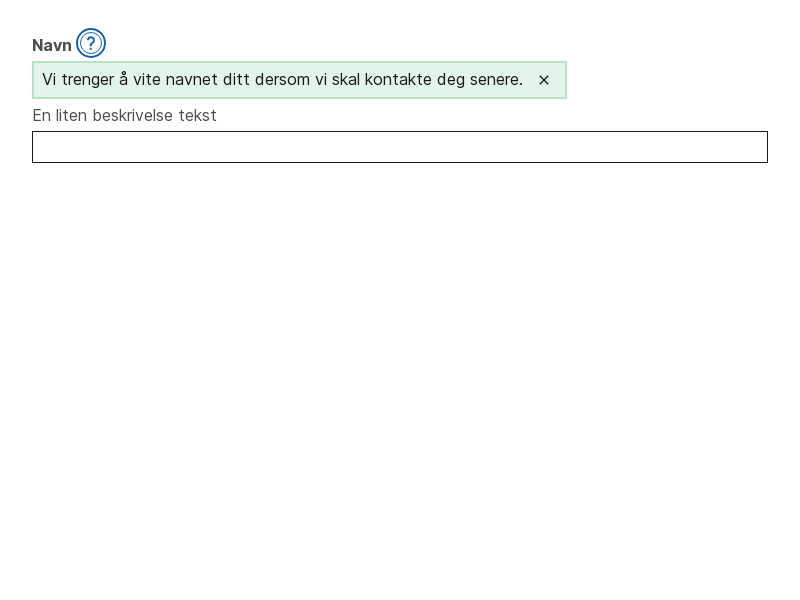 Navn ?
Vi trenger å vite navnet ditt dersom vi skal kontakte deg senere. ✕
En liten beskrivelse tekst